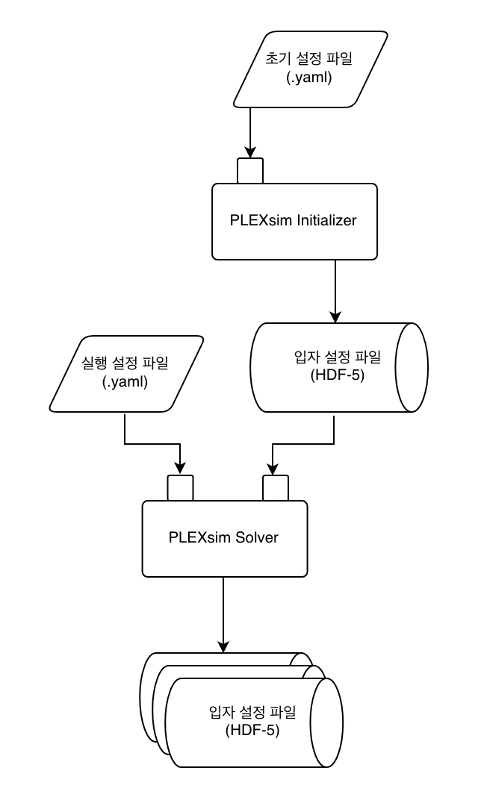 초기 설정 파일
(.yaml)
PLEXsim Initializer
입자 설정 파일
(HDF-5)
실행 설정 파일
(.yaml)
PLEXsim Solver
입자 설정 파일
(HDF-5)